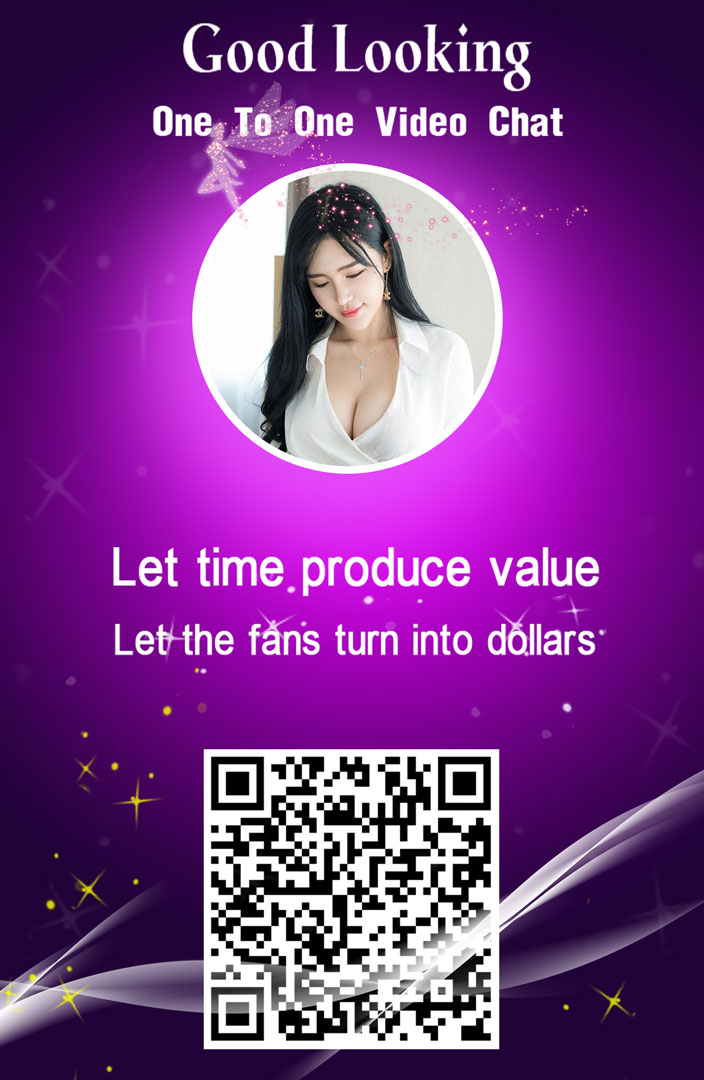 Good Looking
One To One Video Chat
Let time produce value
Let the fans turn into dollars